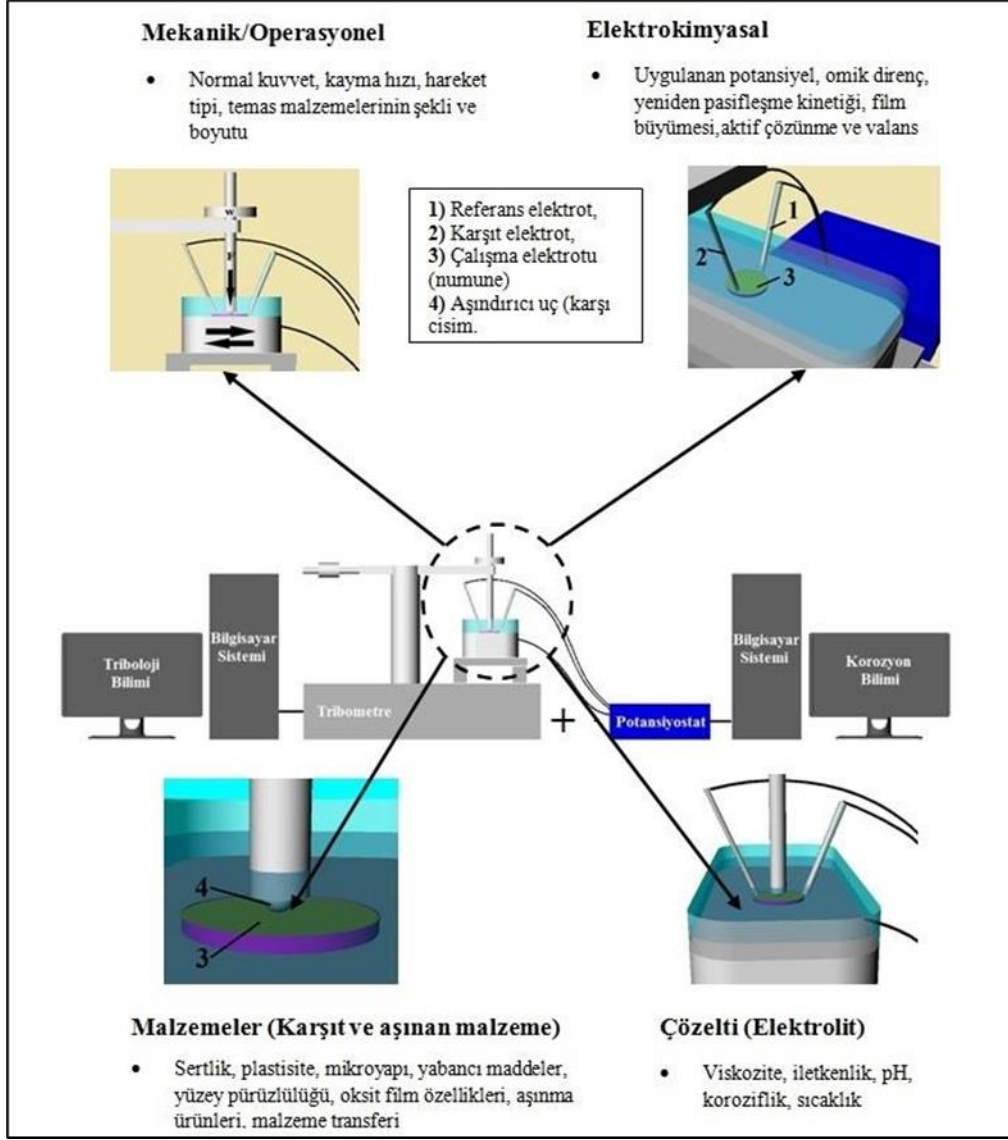 Mekanik/Operasyonel
• Normal kuvvet, kayma hızı, hareket
tipi, temas malzemelerinin şekli ve
boyutu
Elektrokimyasal
• Uygulanan potansiyel, omik direnç,
yeniden pasifleşme kinetiği, film
büyümesi,aktif çözünme ve valans
W
F
1) Referans elektrot,
2) Karşıt elektrot,
3) Çalışma elektrotu
(numune)
4) Aşındırıcı uç (karşı
cisim.
1
2
3
Triboloji
Bilimi
Bilgisayar
Sistemi
Tribometre
+
Potansiyostat
Bilgisayar
Sistemi
Korozyon
Bilimi
4
3
Malzemeler (Karşıt ve aşınan malzeme)
• Sertlik, plastisite, mikroyapı, yabancı maddeler,
yüzey pürüzlülüğü, oksit film özellikleri, aşınma
ürünleri, malzeme transferi
Çözelti (Elektrolit)
• Viskozite, iletkenlik, pH,
koroziflik, sıcaklık